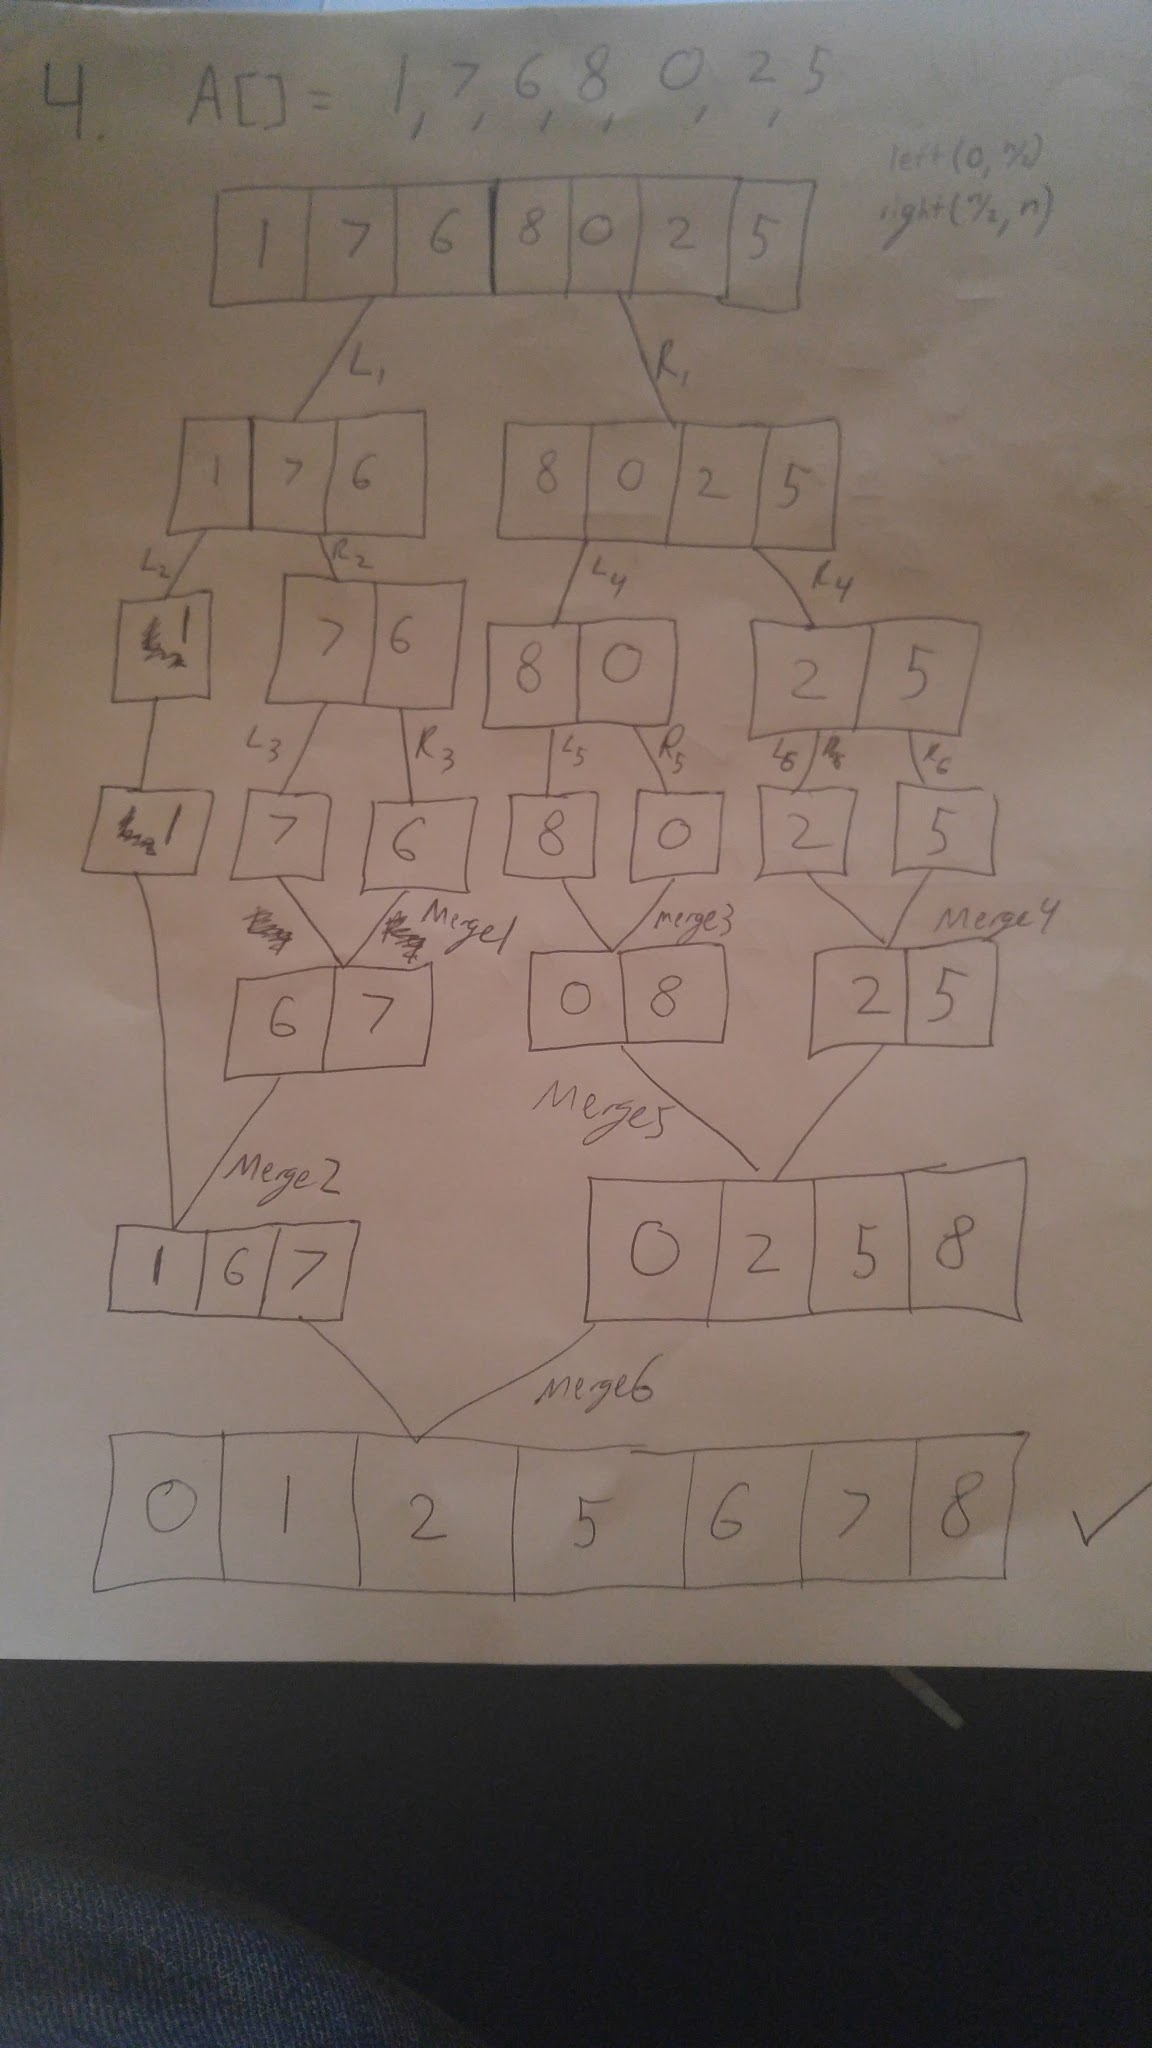 4. A[] = 1, 7, 6, 8, 0, 2, 5
left(0, n/2)
right(n/2, n)
1 7 6 8 0 2 5
L1 R1
1 7 6 8 0 2 5
L2 R2 L4 R4
1 7 6 8 0 2 5
L3 R3 L5 R5 L6 R6
1 7 6 8 0 2 5
Merge1 merge3 Merge4
6 7 0 8 2 5
Merge5
Merge2
1 6 7 0 2 5 8
Merge6
0 1 2 5 6 7 8 ✓